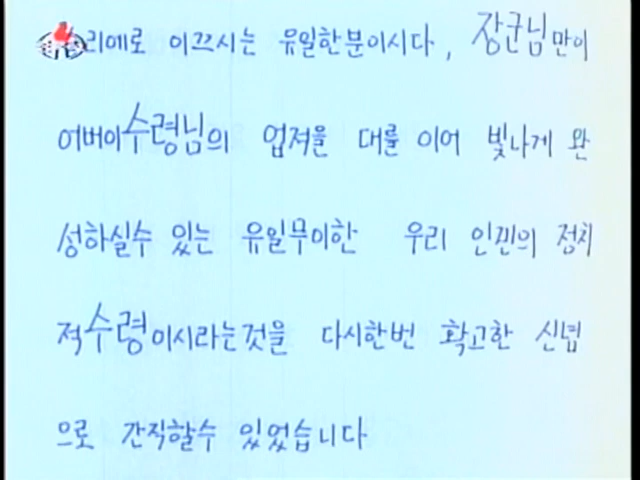 리에로 이끄시는 유일한분이시다 , 장군님만이
어버이수령님의 업적을 대를 이어 빛나게 완
성하실수 있는 유일무이한 우리 인민의 정치
적수령이시라는것을 다시한번 확고한 신념
으로 간직할수 있었습니다